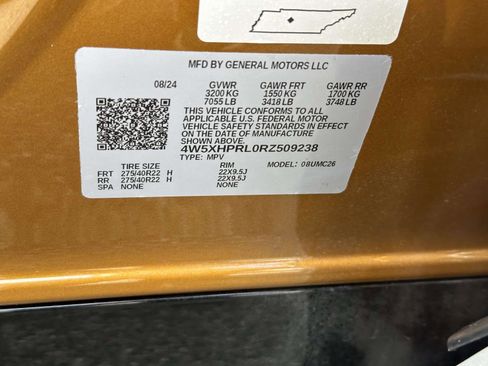 MFD BY GENERAL MOTORS LLC
08/24 GVWR GAWR FRT GAWR RR
3200 KG 1550 KG 1700 KG
7055 LB 3418 LB 3748 LB
THIS VEHICLE CONFORMS TO ALL
APPLICABLE U.S. FEDERAL MOTOR
VEHICLE SAFETY STANDARDS IN EFFECT
ON THE DATE OF MANUFACTURE
SHOWN ABOVE.
4W5XHPRL0RZ509238
TYPE: MPV MODEL: 08UMC26
TIRE SIZE RIM
FRT 275/40R22 H 22X9.5J
RR 275/40R22 H 22X9.5J
SPA NONE NONE